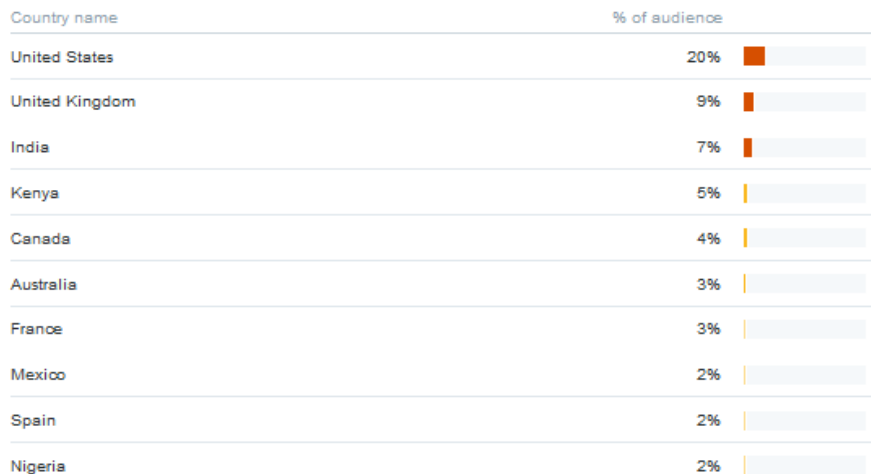 Country name % of audience
United States 20%
United Kingdom 9%
India 7%
Kenya 5%
Canada 4%
Australia 3%
France 3%
Mexico 2%
Spain 2%
Nigeria 2%